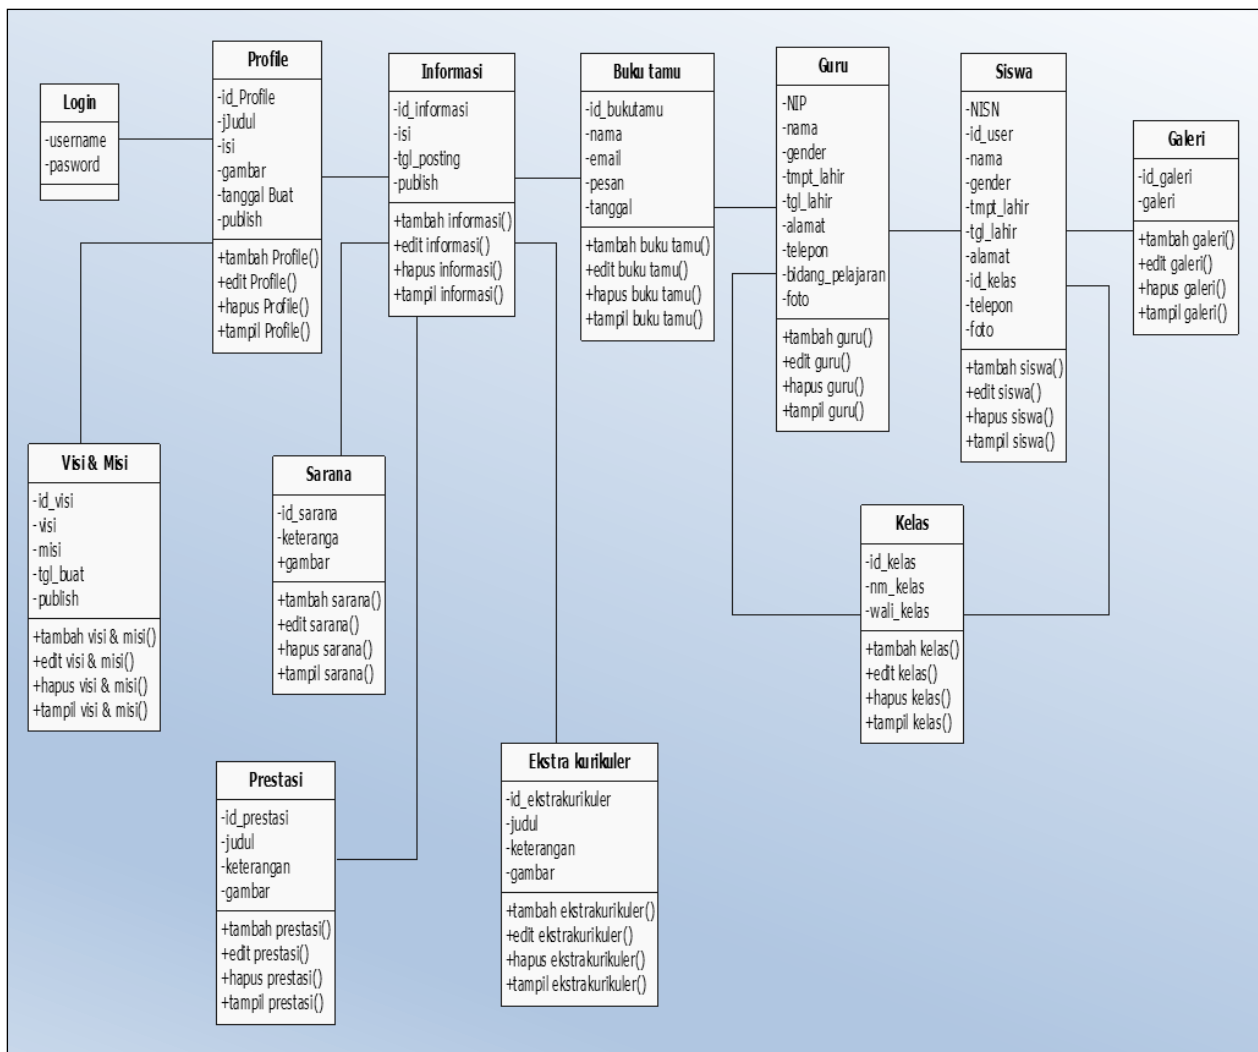 Login
-username
-pasword
Profile
-id_Profile
-jJudul
-isi
-gambar
-tanggal Buat
-publish
+tambah Profile()
+edit Profile()
+hapus Profile()
+tampil Profile()
Informasi
-id_informasi
-isi
-tgl_posting
-publish
+tambah informasi()
+edit informasi()
+hapus informasi()
+tampil informasi()
Buku tamu
-id_bukutamu
-nama
-email
-pesan
-tanggal
+tambah buku tamu()
+edit buku tamu()
+hapus buku tamu()
+tampil buku tamu()
Guru
-NIP
-nama
-gender
-tmpt_lahir
-tgl_lahir
-alamat
-telepon
-bidang_pelajaran
-foto
+tambah guru()
+edit guru()
+hapus guru()
+tampil guru()
Siswa
-NISN
-id_user
-nama
-gender
-tmpt_lahir
-tgl_lahir
-alamat
-id_kelas
-telepon
-foto
+tambah siswa()
+edit siswa()
+hapus siswa()
+tampil siswa()
Galeri
-id_galeri
-galeri
+tambah galeri()
+edit galeri()
+hapus galeri()
+tampil galeri()
Visi & Misi
-id_visi
-visi
-misi
-tgl_buat
-publish
+tambah visi & misi()
+edit visi & misi()
+hapus visi & misi()
+tampil visi & misi()
Sarana
-id_sarana
-keteranga
+gambar
+tambah sarana()
+edit sarana()
+hapus sarana()
+tampil sarana()
Kelas
-id_kelas
-nm_kelas
-wali_kelas
+tambah kelas()
+edit kelas()
+hapus kelas()
+tampil kelas()
Prestasi
-id_prestasi
-judul
-keterangan
-gambar
+tambah prestasi()
+edit prestasi()
+hapus prestasi()
+tampil prestasi()
Ekstra kurikuler
-id_ekstrakurikuler
-judul
-keterangan
-gambar
+tambah ekstrakurikuler()
+edit ekstrakurikuler()
+hapus ekstrakurikuler()
+tampil ekstrakurikuler()